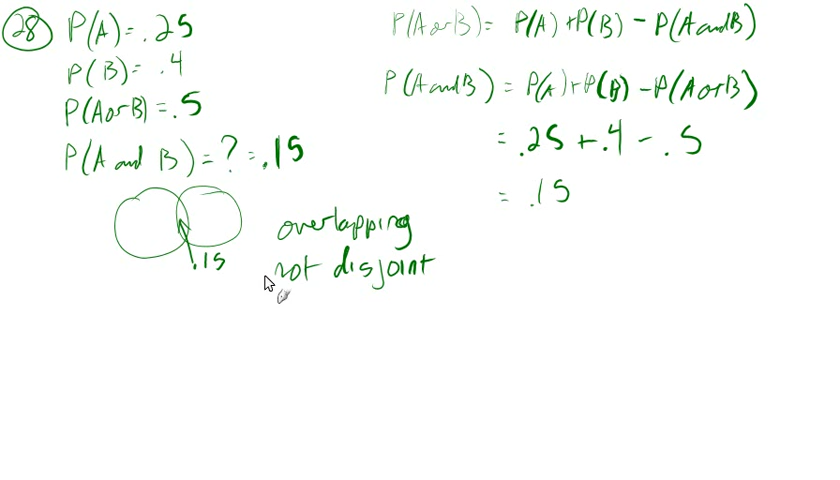 28 P(A) = .25
P(B) = .4
P(A or B) = .5
P(A and B) = ? = .15
.15
overlapping
not disjoint
P(A or B) = P(A) + P(B) - P(A and B)
P(A and B) = P(A) + P(B) - P(A or B)
= .25 + .4 - .5
= .15